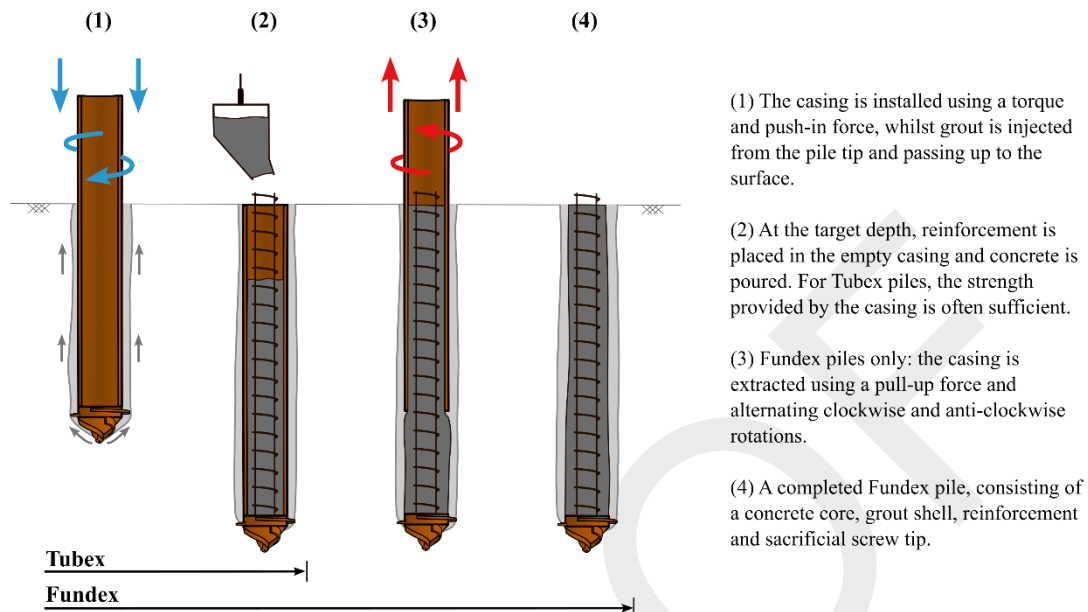 (1)
(2)
(3)
(4)
(1) The casing is installed using a torque
and push-in force, whilst grout is injected
from the pile tip and passing up to the
surface.
(2) At the target depth, reinforcement is
placed in the empty casing and concrete is
poured. For Tubex piles, the strength
provided by the casing is often sufficient.
(3) Fundex piles only: the casing is
extracted using a pull-up force and
alternating clockwise and anti-clockwise
rotations.
(4) A completed Fundex pile, consisting of
a concrete core, grout shell, reinforcement
and sacrificial screw tip.
Tubex
Fundex
OF